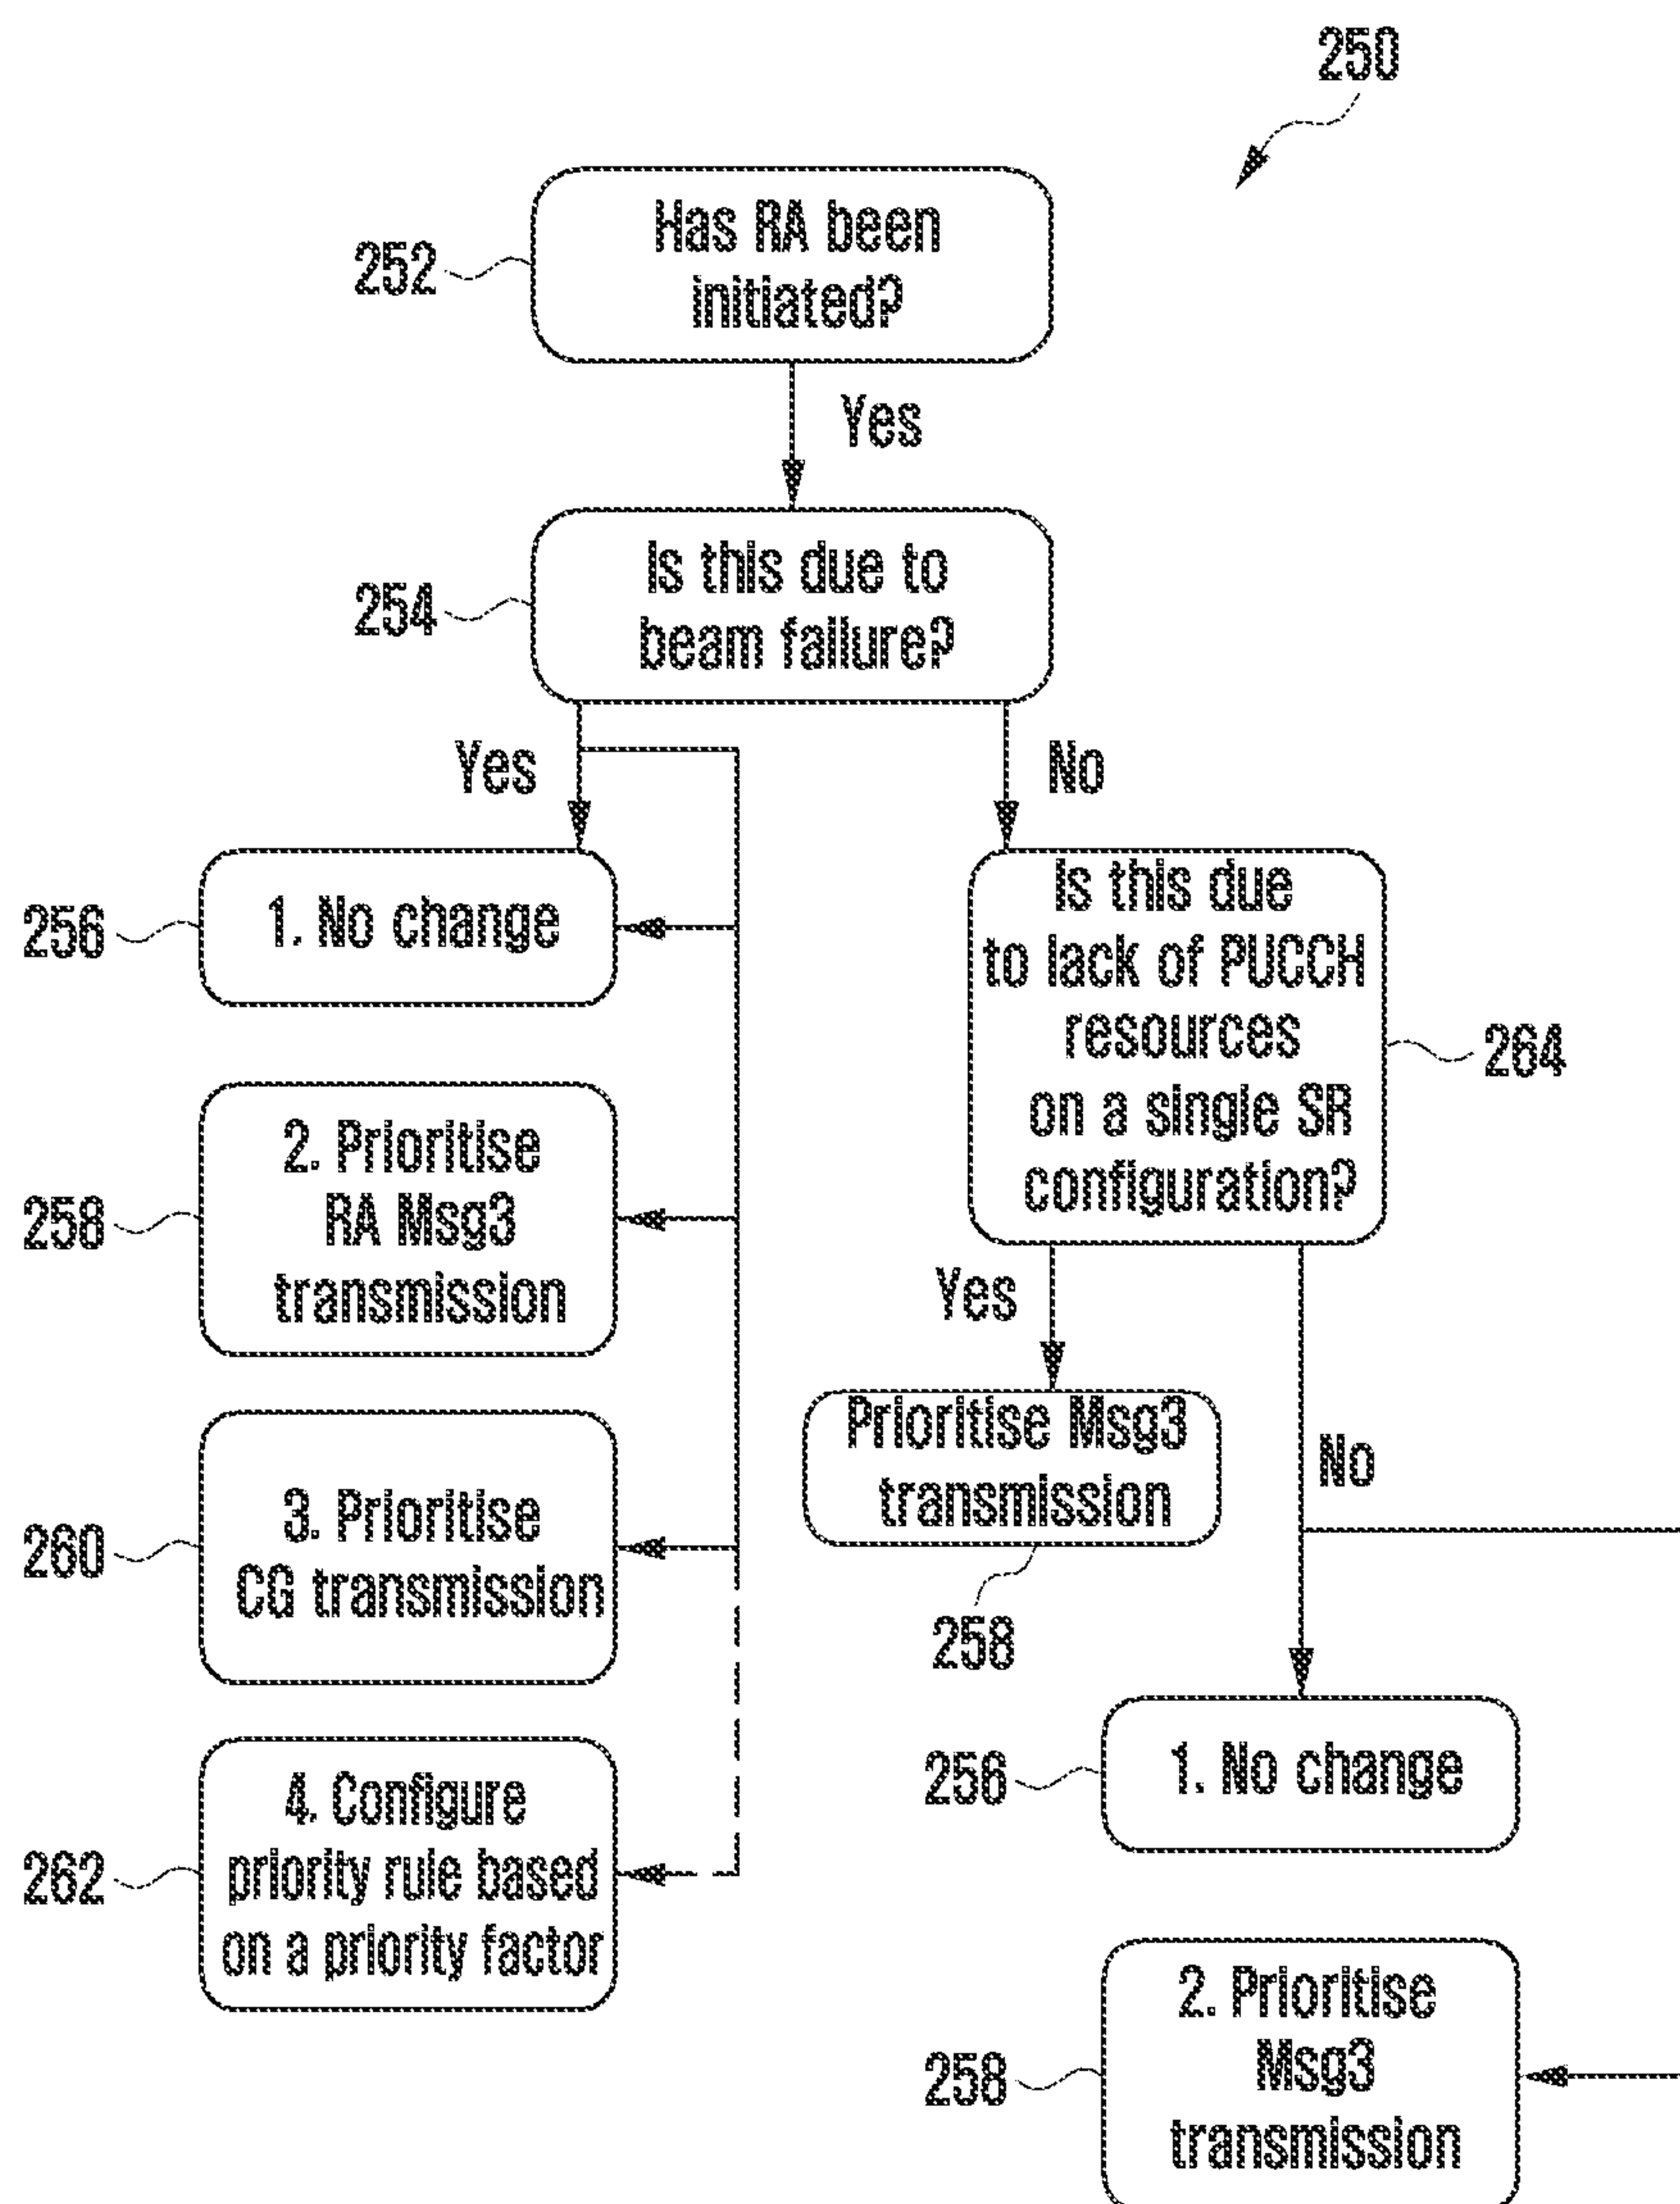 250
252
Has RA been
initiated?
Yes
254
Is this due to
beam failure?
Yes
No
256
1. No change
258
2. Prioritise
RA Msg3
transmission
260
3. Prioritise
CG transmission
262
4. Configure
priority rule based
on a priority factor
Is this due
to lack of PUCCH
resources
on a single SR
configuration?
264
Yes
No
Prioritise Msg3
transmission
258
256
1. No change
258
2. Prioritise
Msg3
transmission